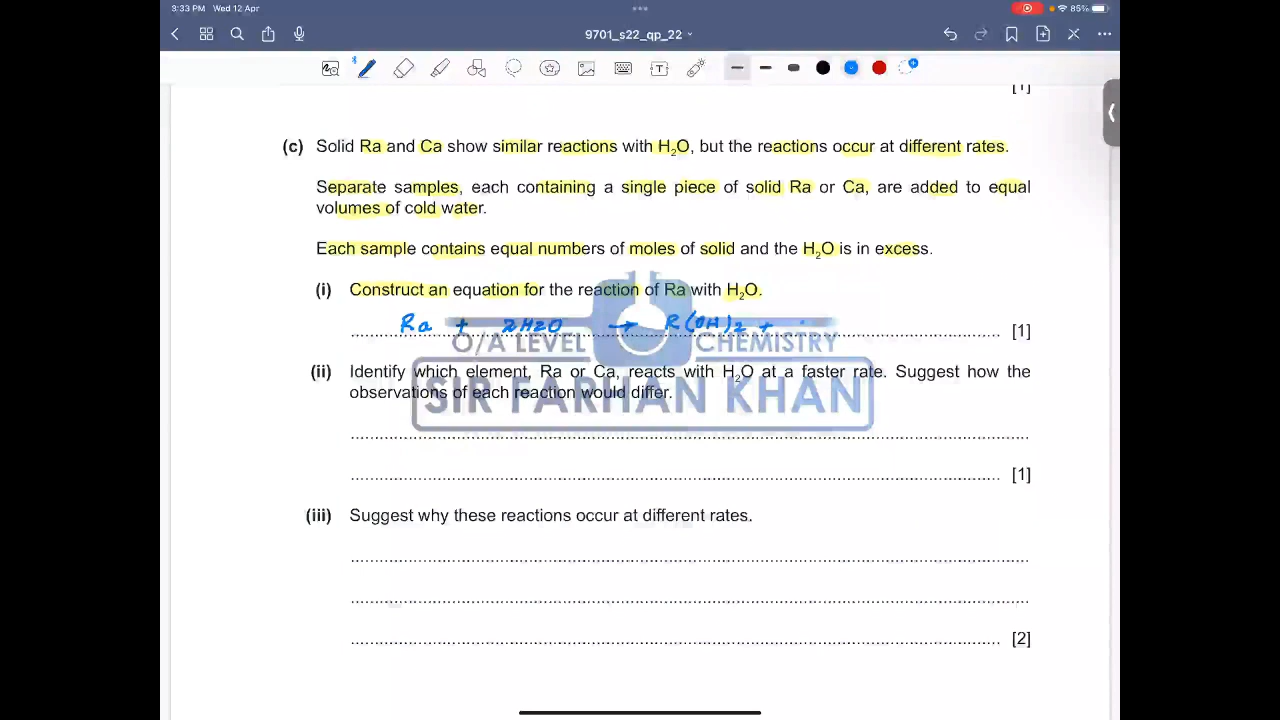 3:33 PM Wed 12 Apr
85%
9701_s22_qp_22
[1]
(c) Solid Ra and Ca show similar reactions with H₂O, but the reactions occur at different rates.
Separate samples, each containing a single piece of solid Ra or Ca, are added to equal
volumes of cold water.
Each sample contains equal numbers of moles of solid and the H₂O is in excess.
(i) Construct an equation for the reaction of Ra with H₂O.
Ra + 2H2O → R(OH)2 +
[1]
O/A LEVEL CHEMISTRY
(ii) Identify which element, Ra or Ca, reacts with H₂O at a faster rate. Suggest how the
observations of each reaction would differ.
SIR FARHAN KHAN
[1]
(iii) Suggest why these reactions occur at different rates.
[2]